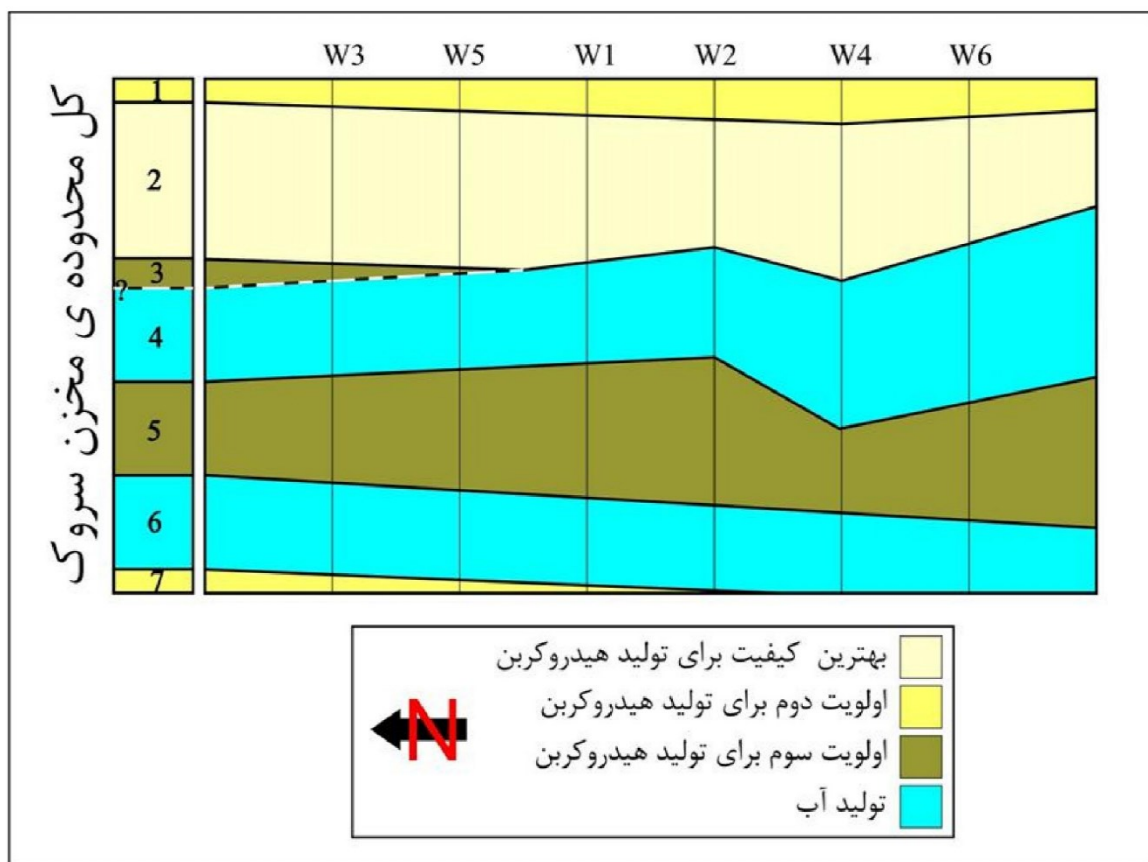 W3 W5 W1 W2 W4 W6
کل محدوده ی مخزن سروک
1
2
3
?
4
5
6
7
بهترین کیفیت برای تولید هیدروکربن
اولویت دوم برای تولید هیدروکربن
اولویت سوم برای تولید هیدروکربن
تولید آب
N